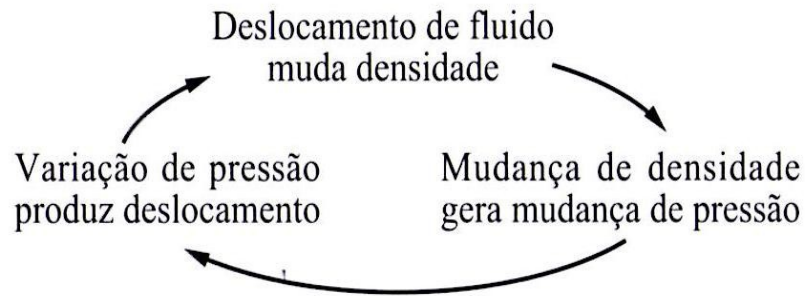 Deslocamento de fluido
muda densidade
Variação de pressão
produz deslocamento
Mudança de densidade
gera mudança de pressão